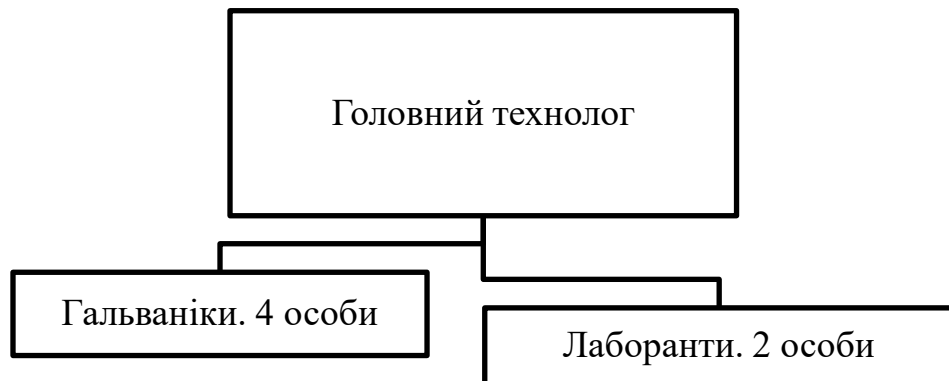 Головний технолог
Гальваніки. 4 особи
Лаборанти. 2 особи